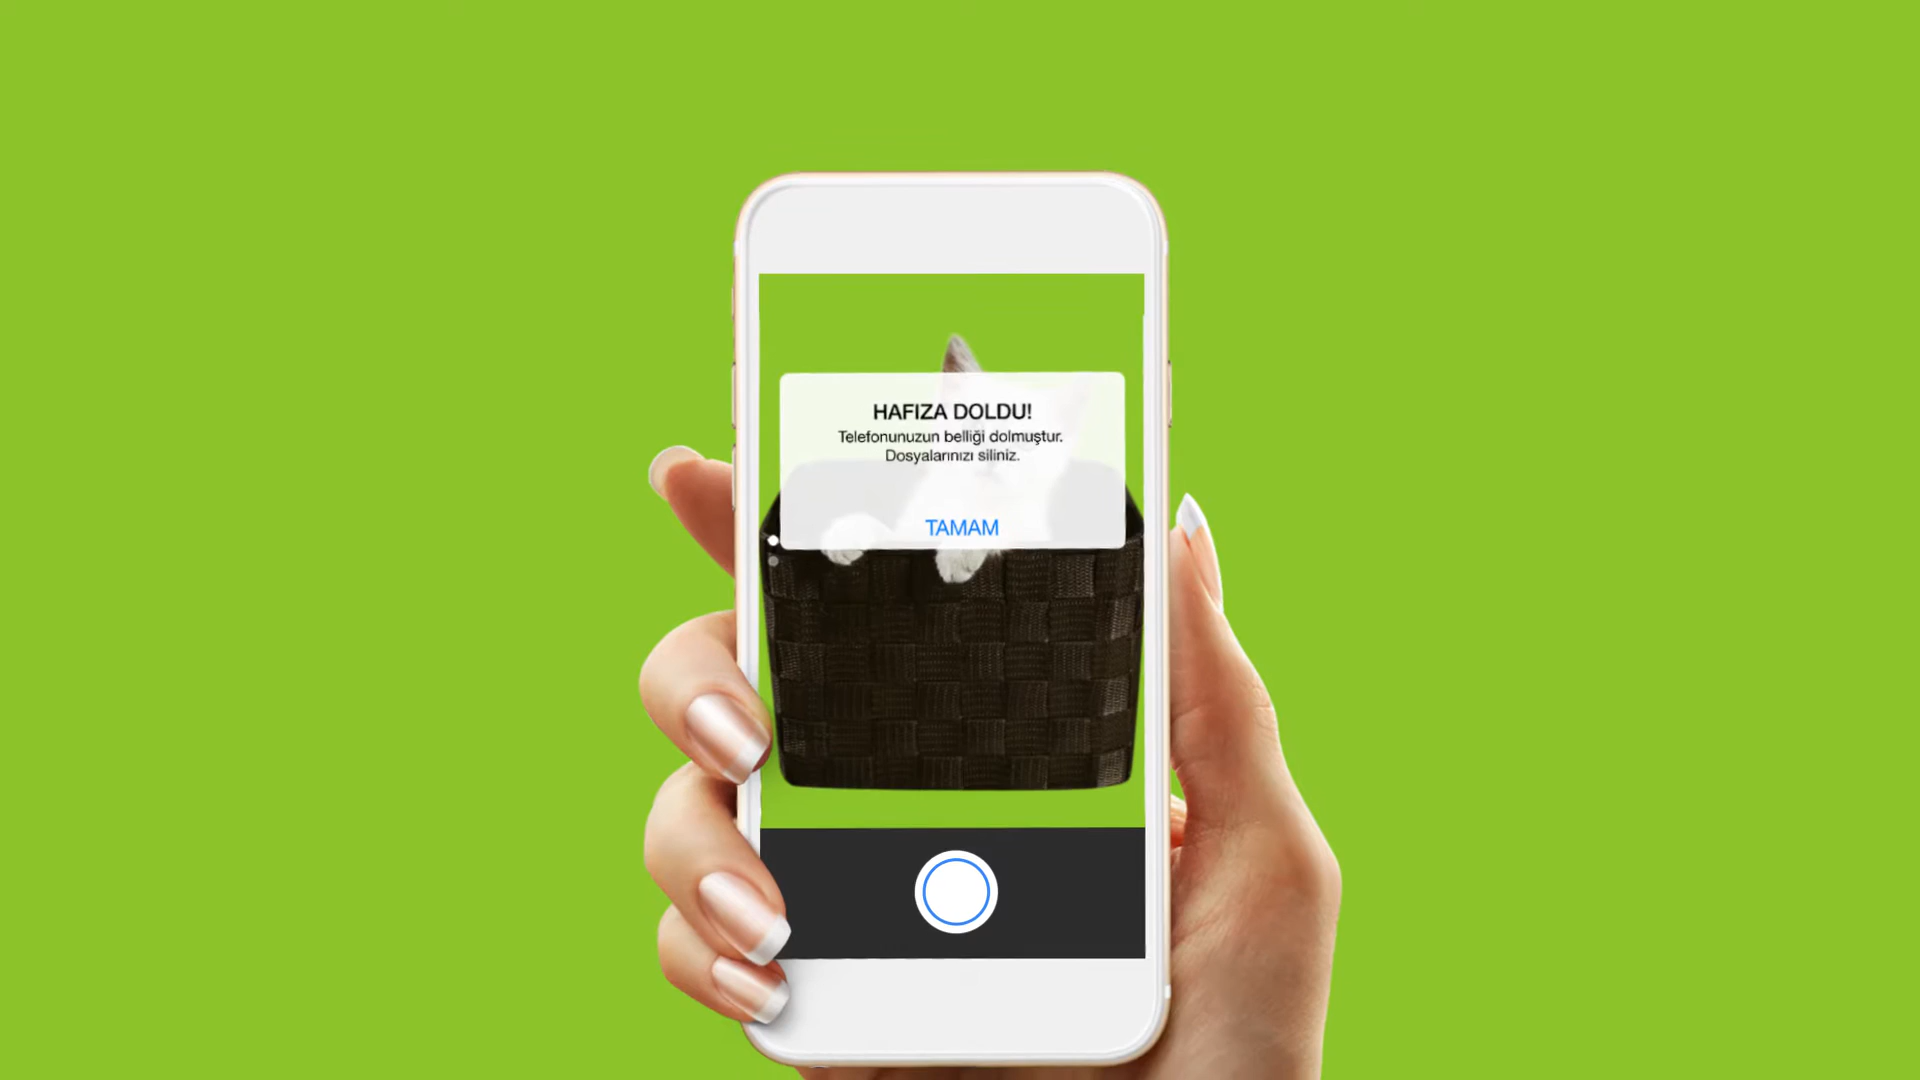 HAFIZA DOLDU!
Telefonunuzun belliği dolmuştur.
Dosyalarınızı siliniz.
TAMAM